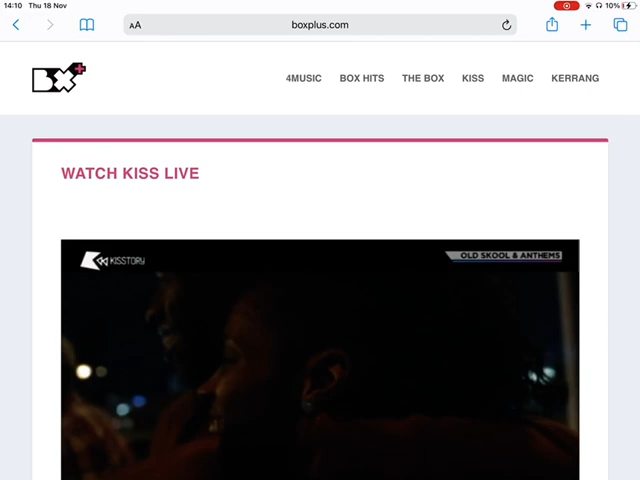 14:10 Thu 18 Nov
10%
AA
boxplus.com
BX+
4MUSIC BOX HITS THE BOX KISS MAGIC KERRANG
WATCH KISS LIVE
KISSTORY
OLD SKOOL & ANTHEMS